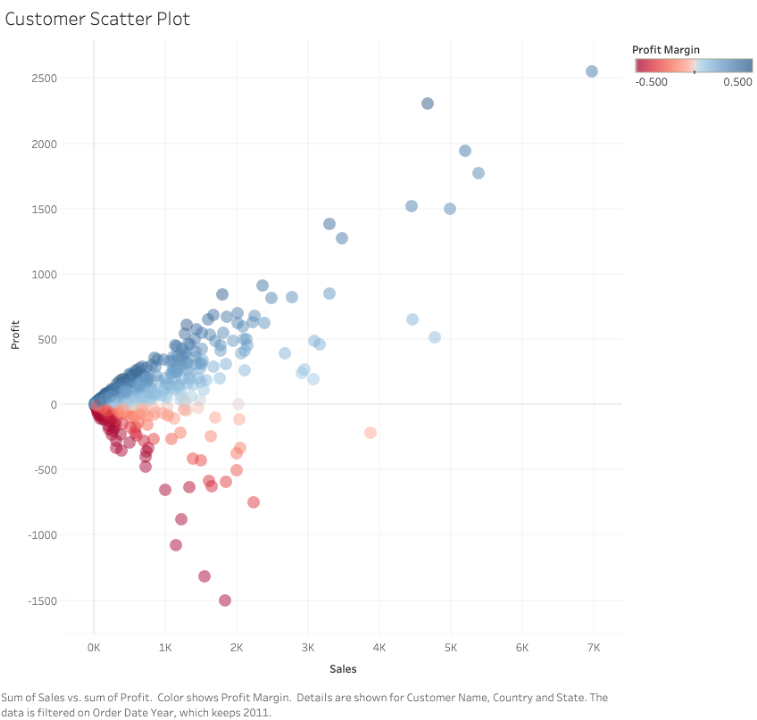 Customer Scatter Plot
Profit Margin
-0.500 0.500
2500
2000
1500
1000
500
0
-500
-1000
-1500
Profit
0K 1K 2K 3K 4K 5K 6K 7K
Sales
Sum of Sales vs. sum of Profit. Color shows Profit Margin. Details are shown for Customer Name, Country and State. The
data is filtered on Order Date Year, which keeps 2011.